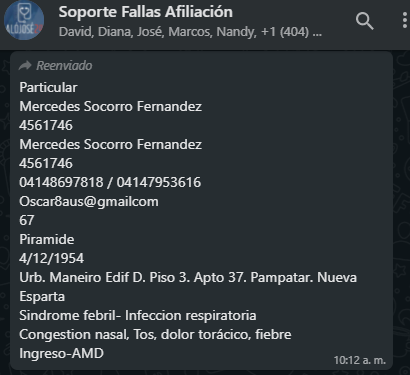 Soporte Fallas Afiliación
David, Diana, José, Marcos, Nandy, +1 (404) ...
Reenviado
Particular
Mercedes Socorro Fernandez
4561746
Mercedes Socorro Fernandez
4561746
04148697818 / 04147953616
Oscar8aus@gmailcom
67
Piramide
4/12/1954
Urb. Maneiro Edif D. Piso 3. Apto 37. Pampatar. Nueva
Esparta
Sindrome febril- Infeccion respiratoria
Congestion nasal, Tos, dolor torácico, fiebre
Ingreso-AMD
10:12 a. m.